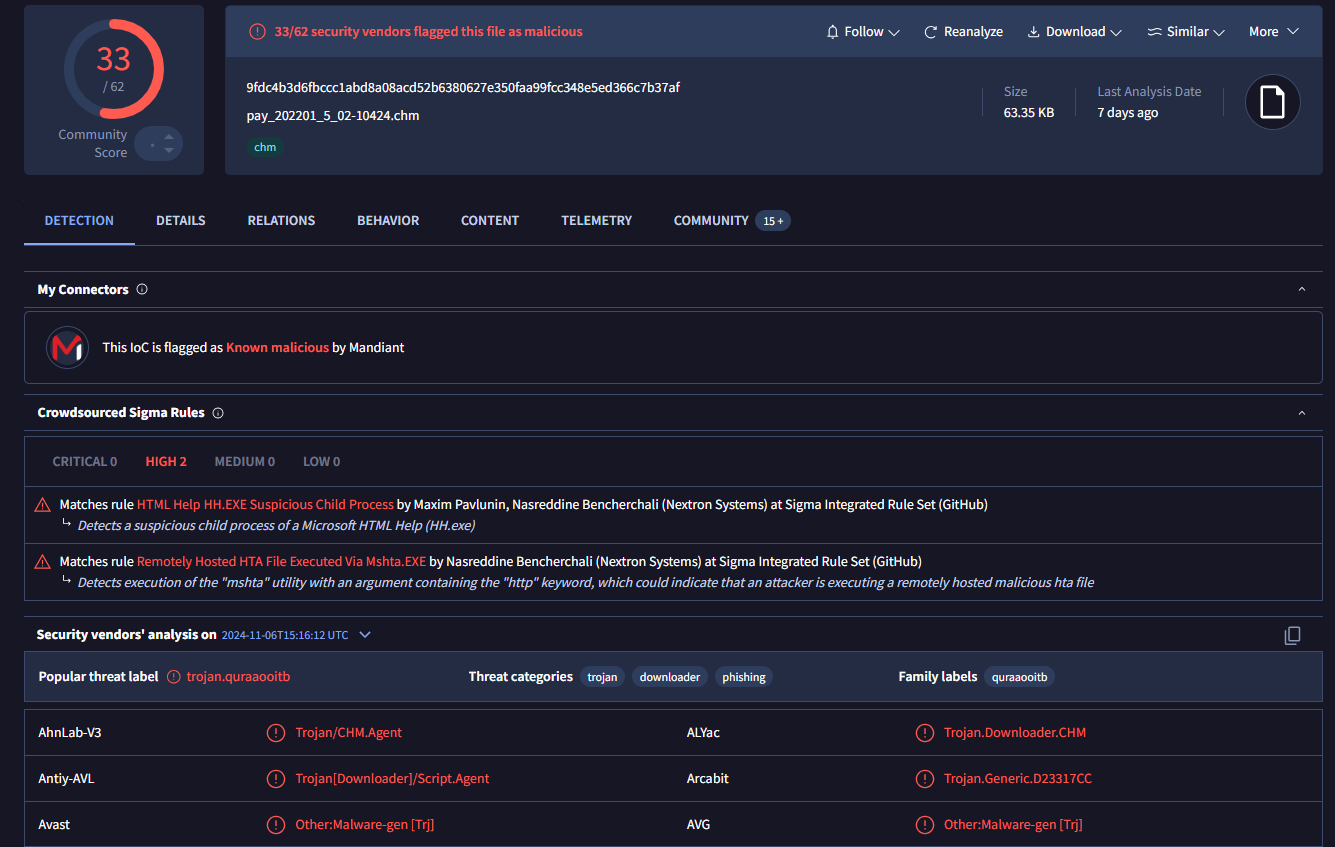 33
/ 62
Community
Score
33/62 security vendors flagged this file as malicious
Follow
Reanalyze
Download
Similar
More
9fdc4b3d6fbccc1abd8a08acd52b6380627e350faa99fcc348e5ed366c7b37af
pay_202201_5_02-10424.chm
chm
Size
63.35 KB
Last Analysis Date
7 days ago
DETECTION
DETAILS
RELATIONS
BEHAVIOR
CONTENT
TELEMETRY
COMMUNITY 15 +
My Connectors
This IoC is flagged as Known malicious by Mandiant
Crowdsourced Sigma Rules
CRITICAL 0
HIGH 2
MEDIUM 0
LOW 0
Matches rule HTML Help HH.EXE Suspicious Child Process by Maxim Pavlunin, Nasreddine Bencherchali (Nextron Systems) at Sigma Integrated Rule Set (GitHub)
Detects a suspicious child process of a Microsoft HTML Help (HH.exe)
Matches rule Remotely Hosted HTA File Executed Via Mshta.EXE by Nasreddine Bencherchali (Nextron Systems) at Sigma Integrated Rule Set (GitHub)
Detects execution of the "mshta" utility with an argument containing the "http" keyword, which could indicate that an attacker is executing a remotely hosted malicious hta file
Security vendors' analysis on 2024-11-06T15:16:12 UTC
Popular threat label trojan.quraaooitb
Threat categories trojan downloader phishing
Family labels quraaooitb
AhnLab-V3
Trojan/CHM.Agent
ALYac
Trojan.Downloader.CHM
Antiy-AVL
Trojan[Downloader]/Script.Agent
Arcabit
Trojan.Generic.D23317CC
Avast
Other:Malware-gen [Trj]
AVG
Other:Malware-gen [Trj]